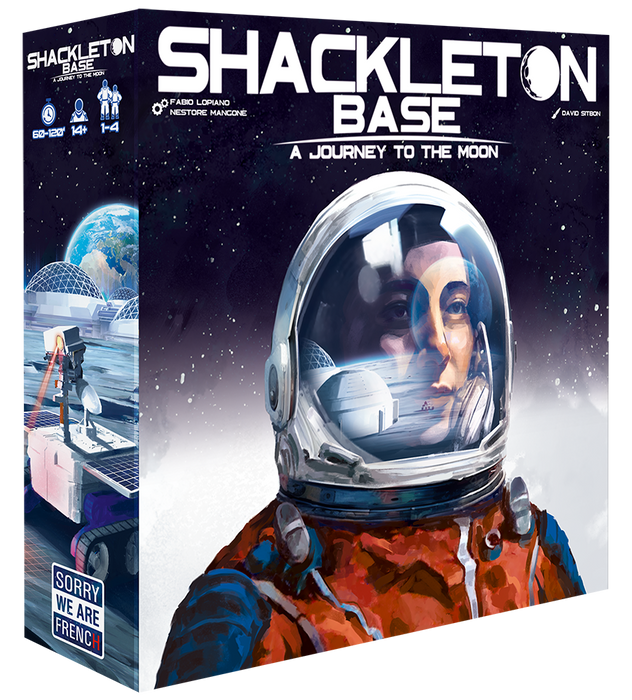 SHACKLETON
BASE
A JOURNEY TO THE MOON
60-120'
14+
1-4
SORRY
WE ARE
FRENCH
SHACKLETON
BASE
A JOURNEY TO THE MOON
FABIO LOPIANO
NESTORE MANGONE
DAVID SITBON